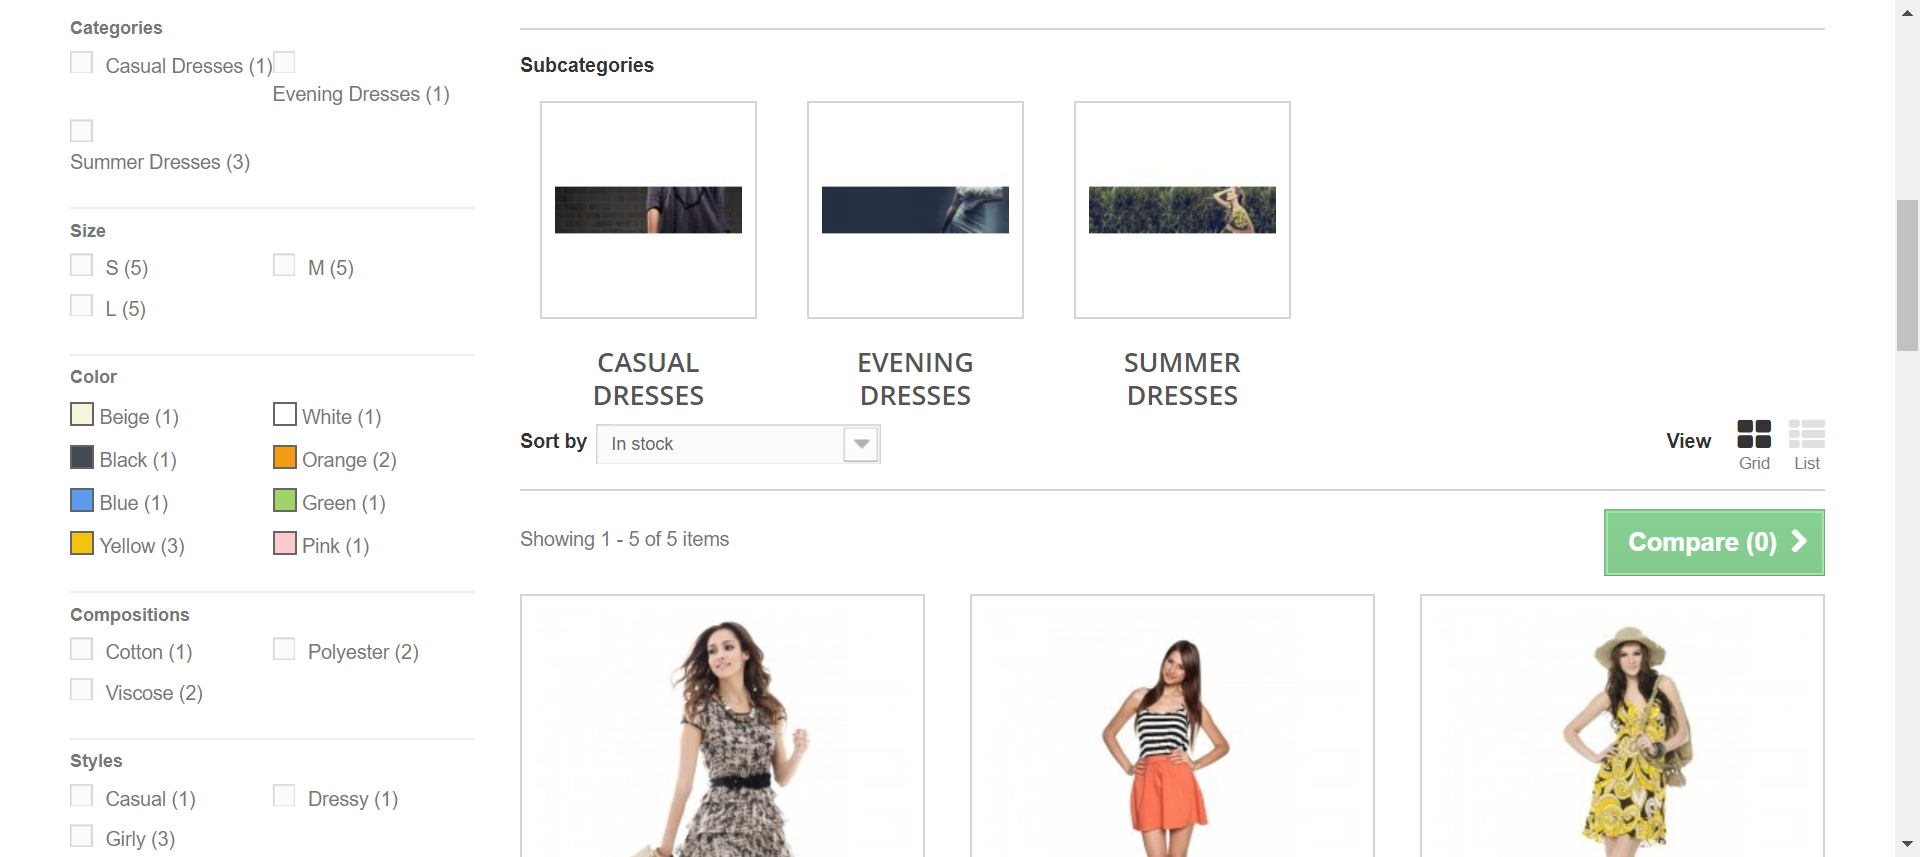 Categories
Casual Dresses (1)
Evening Dresses (1)
Summer Dresses (3)
Size
S (5)
M (5)
L (5)
Color
Beige (1)
White (1)
Black (1)
Orange (2)
Blue (1)
Green (1)
Yellow (3)
Pink (1)
Compositions
Cotton (1)
Polyester (2)
Viscose (2)
Styles
Casual (1)
Dressy (1)
Girly (3)
Subcategories
CASUAL
DRESSES
EVENING
DRESSES
SUMMER
DRESSES
Sort by
In stock
View
Grid
List
Showing 1 - 5 of 5 items
Compare (0)